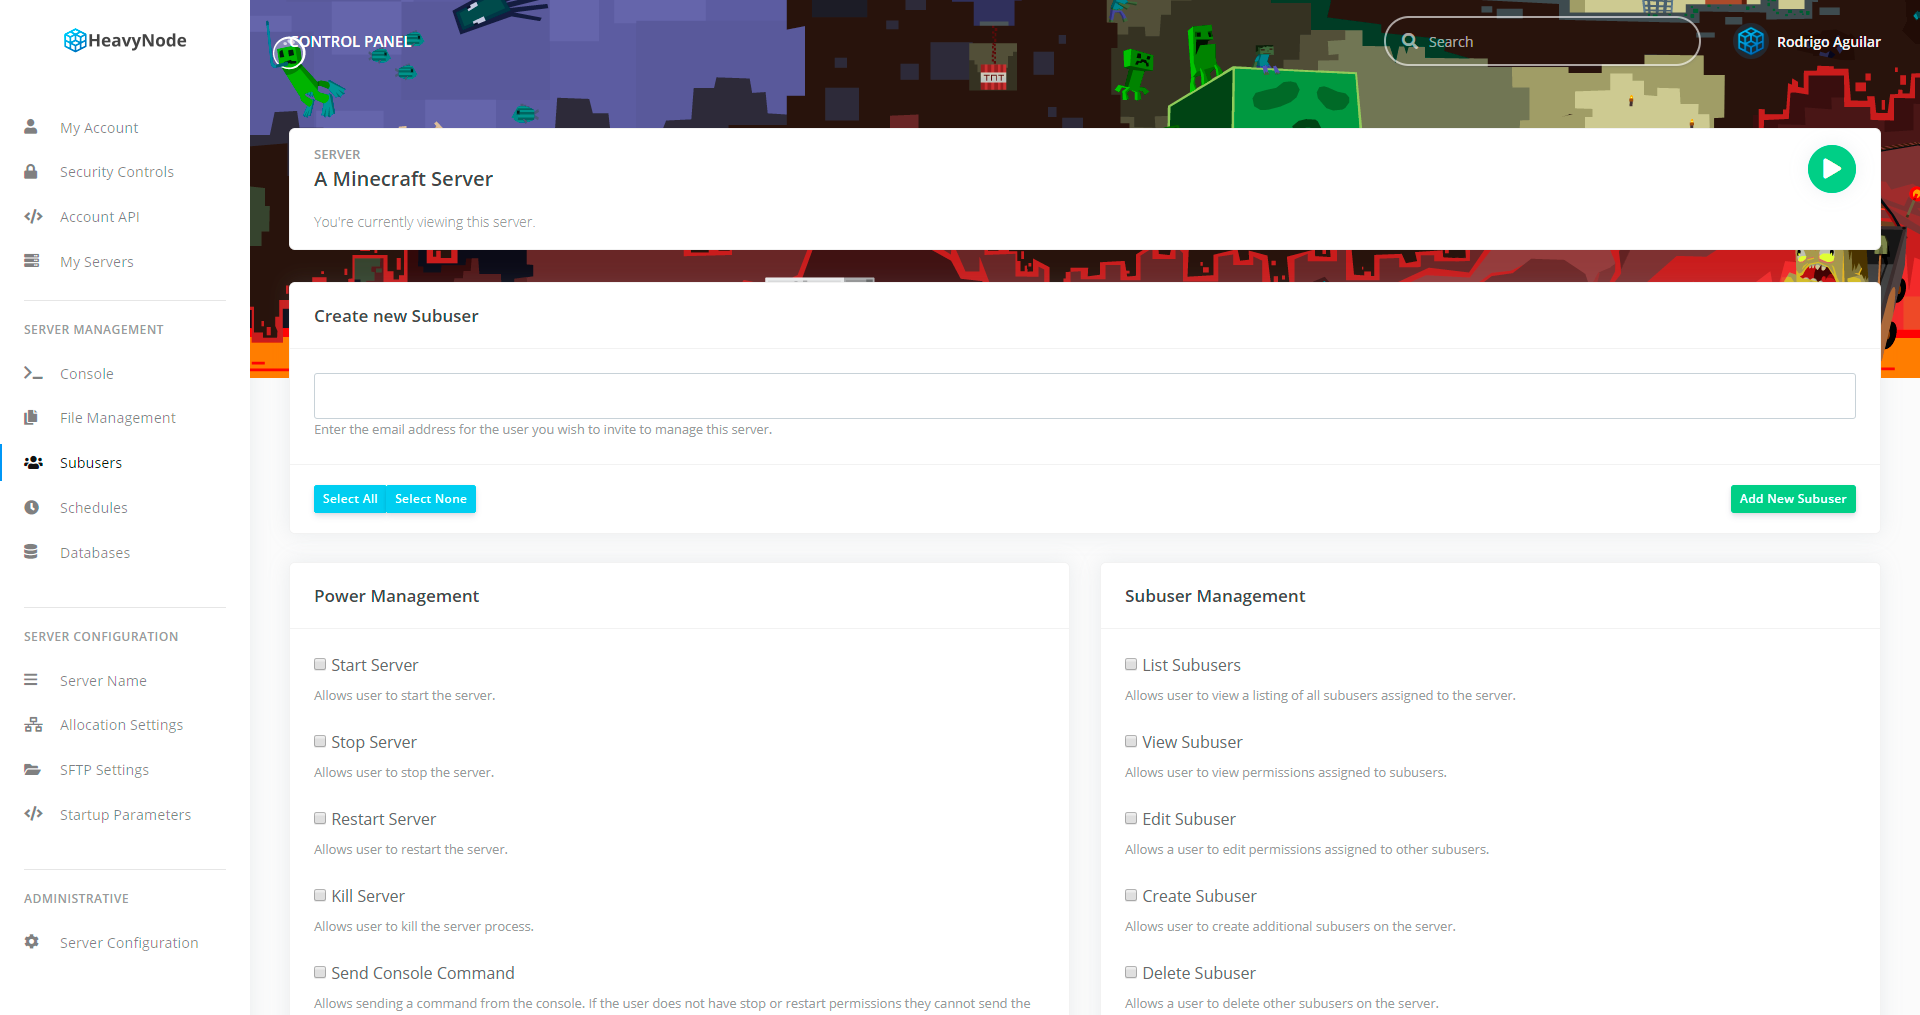 HeavyNode
CONTROL PANEL
Search
Rodrigo Aguilar
My Account
Security Controls
Account API
My Servers
SERVER MANAGEMENT
Console
File Management
Subusers
Schedules
Databases
SERVER CONFIGURATION
Server Name
Allocation Settings
SFTP Settings
Startup Parameters
ADMINISTRATIVE
Server Configuration
TNT
SERVER
A Minecraft Server
You're currently viewing this server.
Create new Subuser
Enter the email address for the user you wish to invite to manage this server.
Select All Select None
Add New Subuser
Power Management
Start Server
Allows user to start the server.
Stop Server
Allows user to stop the server.
Restart Server
Allows user to restart the server.
Kill Server
Allows user to kill the server process.
Send Console Command
Allows sending a command from the console. If the user does not have stop or restart permissions they cannot send the
Subuser Management
List Subusers
Allows user to view a listing of all subusers assigned to the server.
View Subuser
Allows user to view permissions assigned to subusers.
Edit Subuser
Allows a user to edit permissions assigned to other subusers.
Create Subuser
Allows user to create additional subusers on the server.
Delete Subuser
Allows a user to delete other subusers on the server.